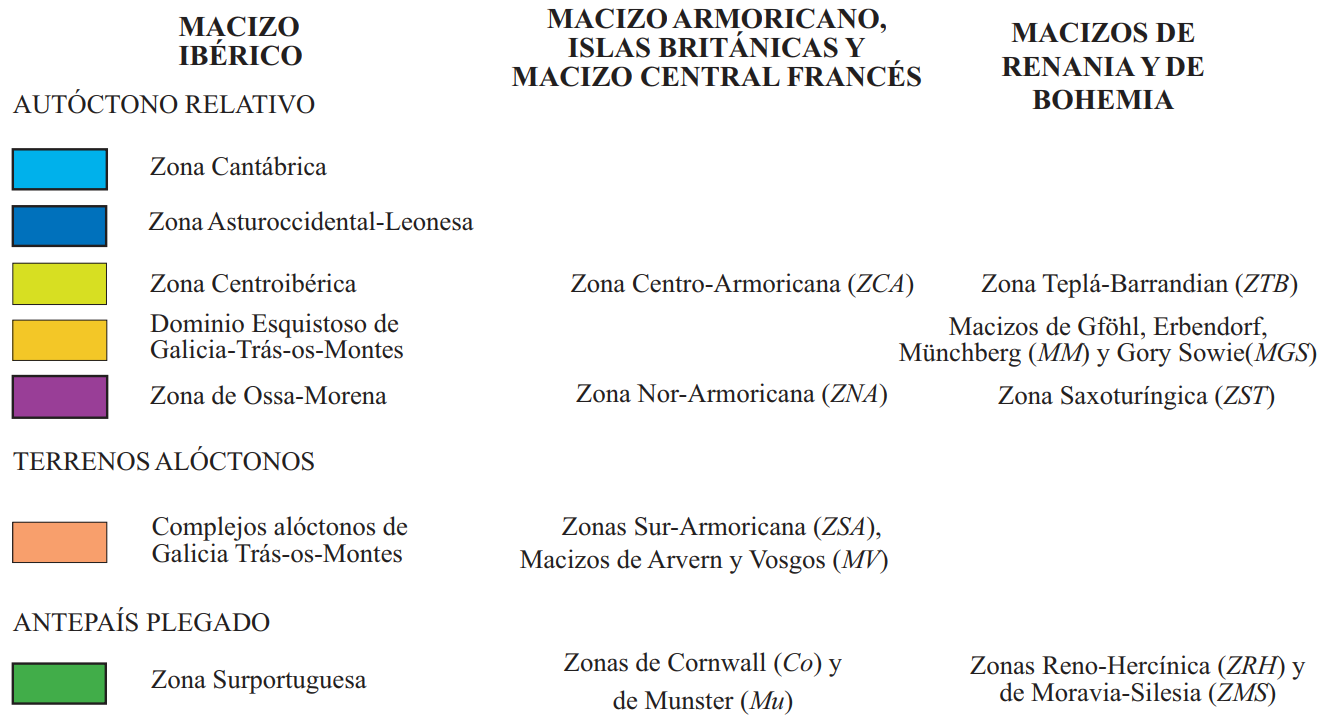 MACIZO
IBÉRICO
MACIZO ARMORICANO,
ISLAS BRITÁNICAS Y
MACIZO CENTRAL FRANCÉS
MACIZOS DE
RENANIA Y DE
BOHEMIA
AUTÓCTONO RELATIVO
Zona Cantábrica
Zona Asturoccidental-Leonesa
Zona Centroibérica
Zona Centro-Armoricana (ZCA)
Zona Teplá-Barrandian (ZTB)
Dominio Esquistoso de
Galicia-Trás-os-Montes
Macizos de Gföhl, Erbendorf,
Münchberg (MM) y Gory Sowie(MGS)
Zona de Ossa-Morena
Zona Nor-Armoricana (ZNA)
Zona Saxoturíngica (ZST)
TERRENOS ALÓCTONOS
Complejos alóctonos de
Galicia Trás-os-Montes
Zonas Sur-Armoricana (ZSA),
Macizos de Arvern y Vosgos (MV)
ANTEPAÍS PLEGADO
Zona Surportuguesa
Zonas de Cornwall (Co) y
de Munster (Mu)
Zonas Reno-Hercínica (ZRH) y
de Moravia-Silesia (ZMS)